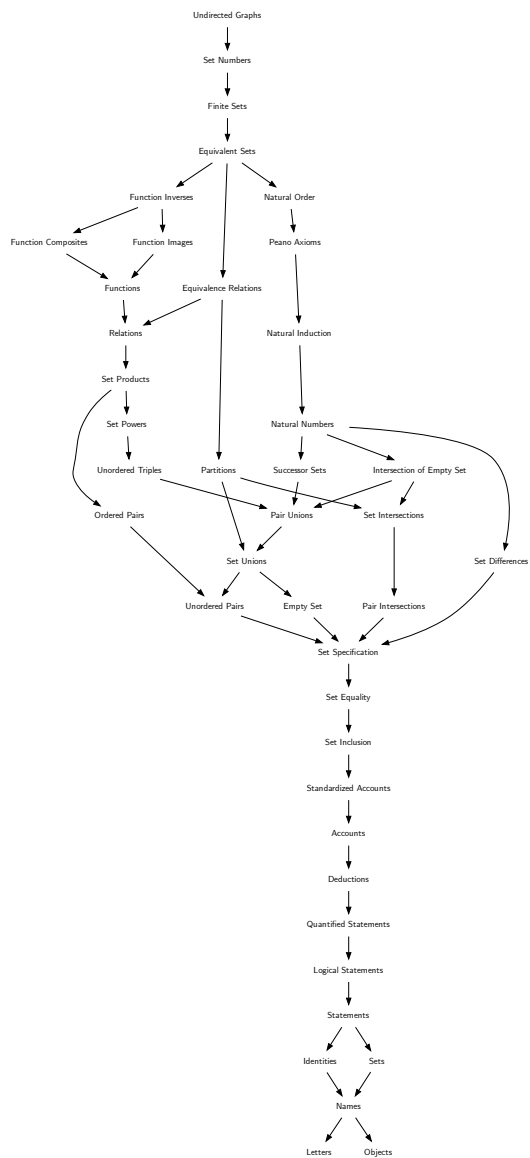 Undirected Graphs
Set Numbers
Finite Sets
Equivalent Sets
Function Inverses
Natural Order
Function Composites
Function Images
Peano Axioms
Functions
Equivalence Relations
Relations
Natural Induction
Set Products
Set Powers
Natural Numbers
Unordered Triples
Partitions
Successor Sets
Intersection of Empty Set
Ordered Pairs
Pair Unions
Set Intersections
Set Unions
Set Differences
Unordered Pairs
Empty Set
Pair Intersections
Set Specification
Set Equality
Set Inclusion
Standardized Accounts
Accounts
Deductions
Quantified Statements
Logical Statements
Statements
Identities
Sets
Names
Letters
Objects